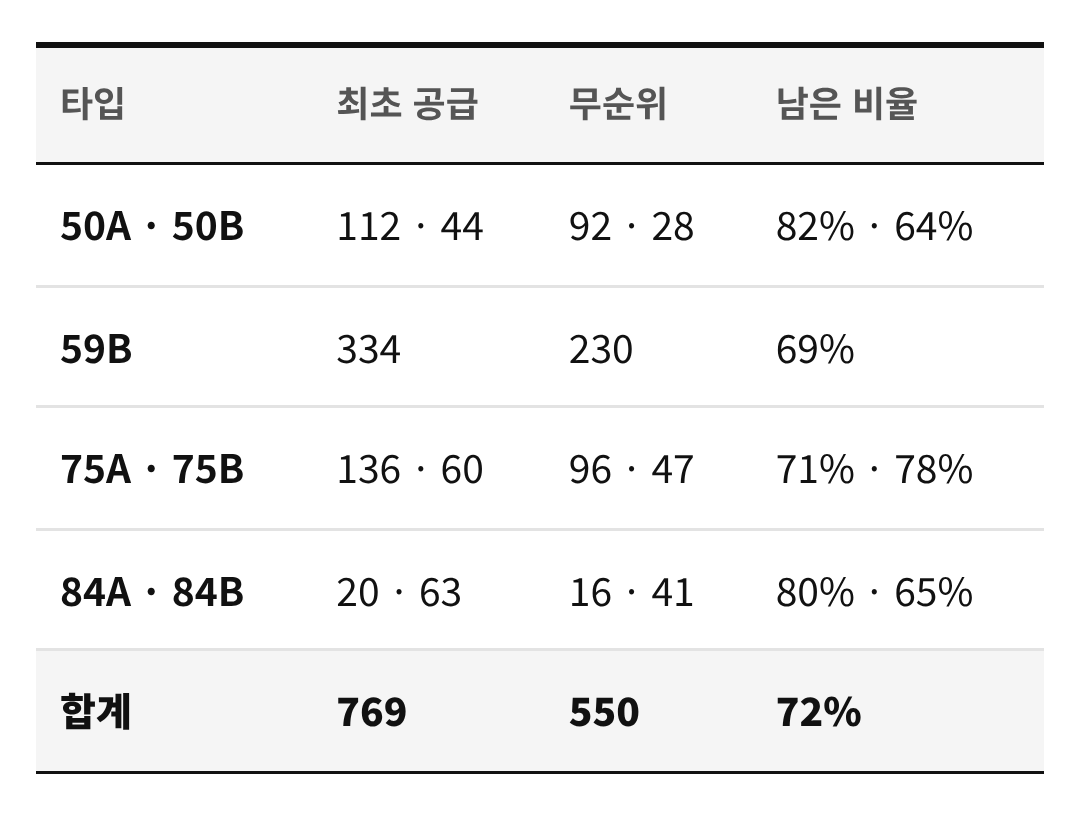 타입 최초 공급 무순위 남은 비율
50A · 50B 112 · 44 92 · 28 82% · 64%
59B 334 230 69%
75A · 75B 136 · 60 96 · 47 71% · 78%
84A · 84B 20 · 63 16 · 41 80% · 65%
합계 769 550 72%